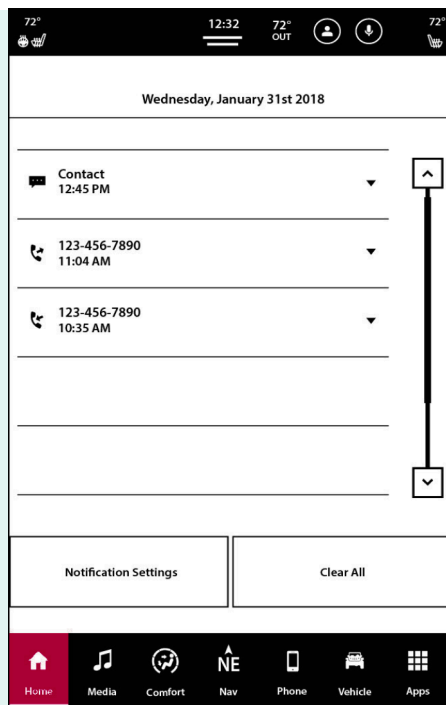 72°
12:32
72°
OUT
72°
Wednesday, January 31st 2018
Contact
12:45 PM
123-456-7890
11:04 AM
123-456-7890
10:35 AM
Notification Settings
Clear All
NE
Home
Media
Comfort
Nav
Phone
Vehicle
Apps